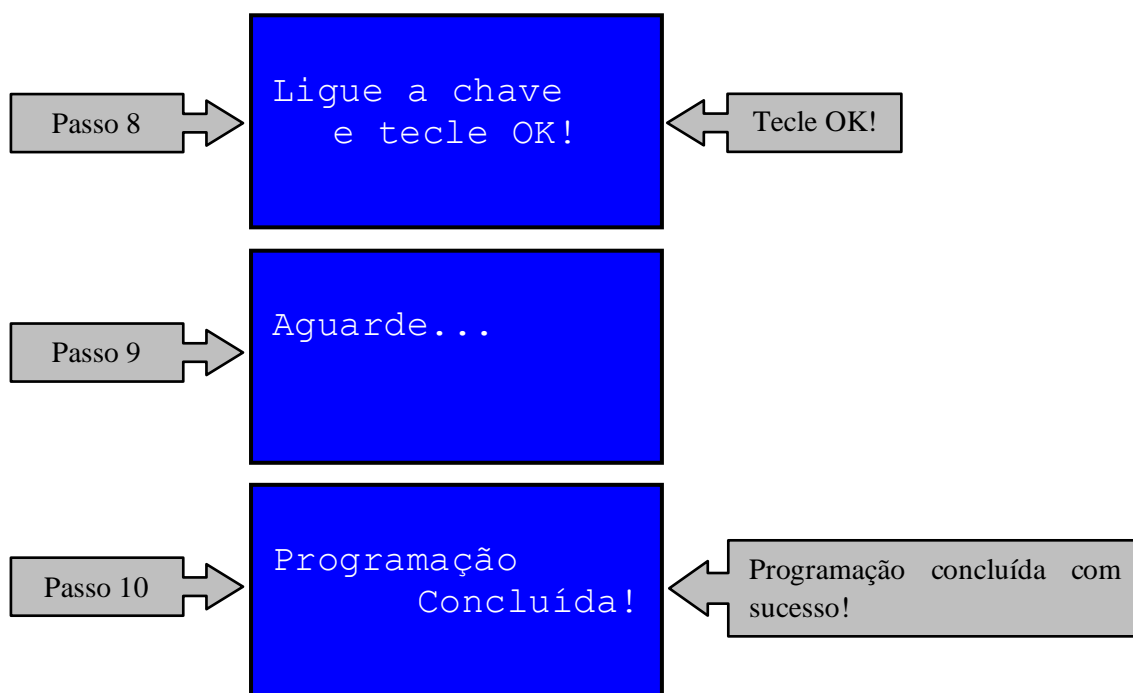 Passo 8
Ligue a chave
e tecle OK!
Tecle OK!
Passo 9
Aguarde...
Passo 10
Programação
Concluída!
Programação concluída com
sucesso!